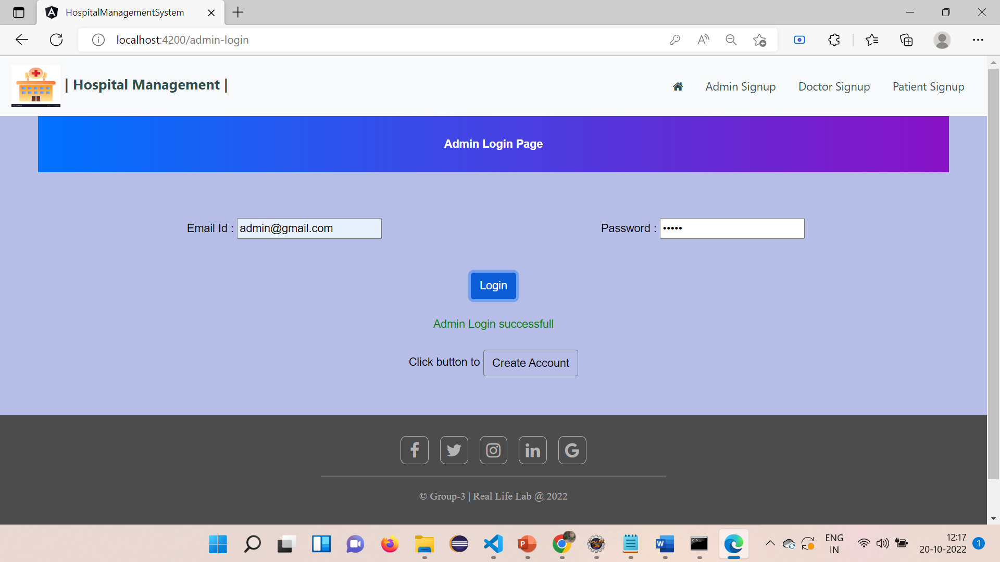 HospitalManagementSystem
localhost:4200/admin-login
| Hospital Management |
Admin Signup
Doctor Signup
Patient Signup
Admin Login Page
Email Id : admin@gmail.com
Password : •••••
Login
Admin Login successfull
Click button to Create Account
© Group-3 | Real Life Lab @ 2022
ENG
IN
12:17
20-10-2022
1